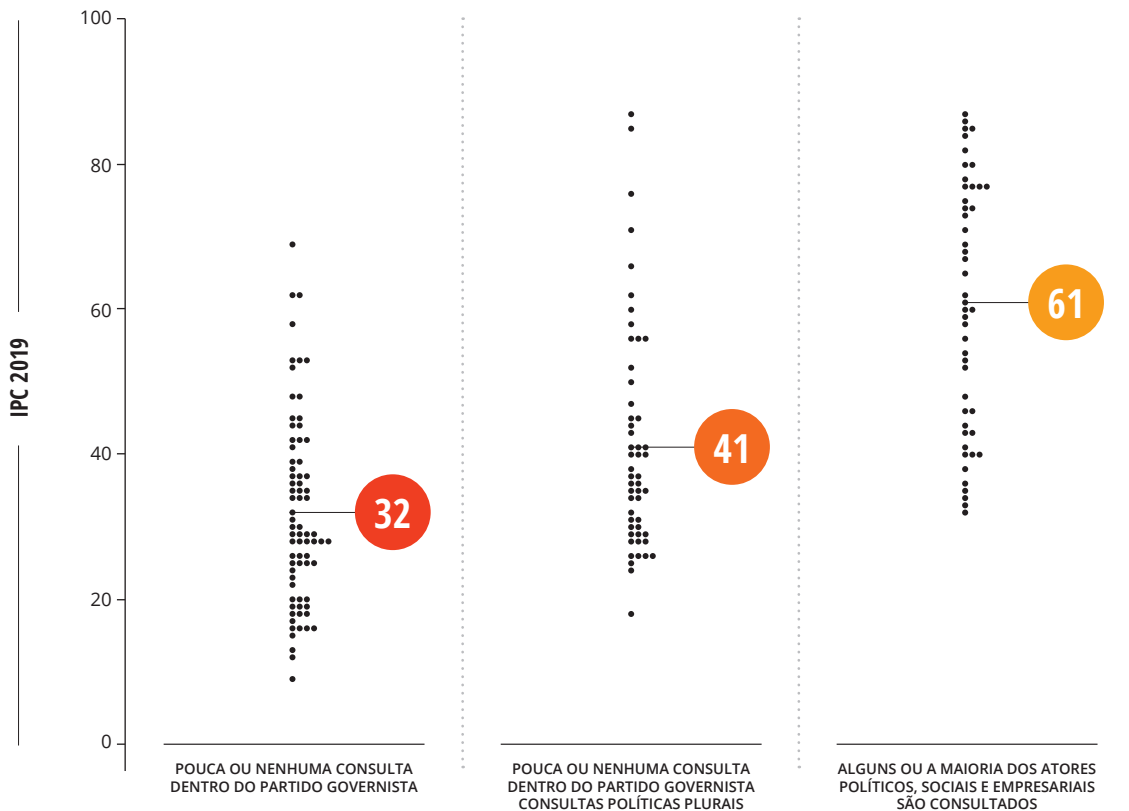 100
80
60
40
20
0
IPC 2019
32
41
61
POUCA OU NENHUMA CONSULTA
DENTRO DO PARTIDO GOVERNISTA
POUCA OU NENHUMA CONSULTA
DENTRO DO PARTIDO GOVERNISTA
CONSULTAS POLÍTICAS PLURAIS
ALGUNS OU A MAIORIA DOS ATORES
POLÍTICOS, SOCIAIS E EMPRESARIAIS
SÃO CONSULTADOS